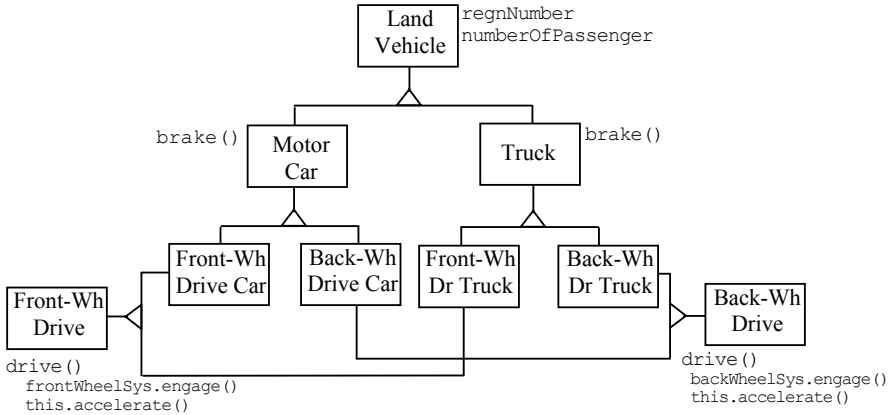 Land
Vehicle
regnNumber
numberOfPassenger
brake()
Motor
Car
Truck
brake()
Front-Wh
Drive Car
Back-Wh
Drive Car
Front-Wh
Dr Truck
Back-Wh
Dr Truck
Front-Wh
Drive
Back-Wh
Drive
drive()
frontWheelSys.engage()
this.accelerate()
drive()
backWheelSys.engage()
this.accelerate()